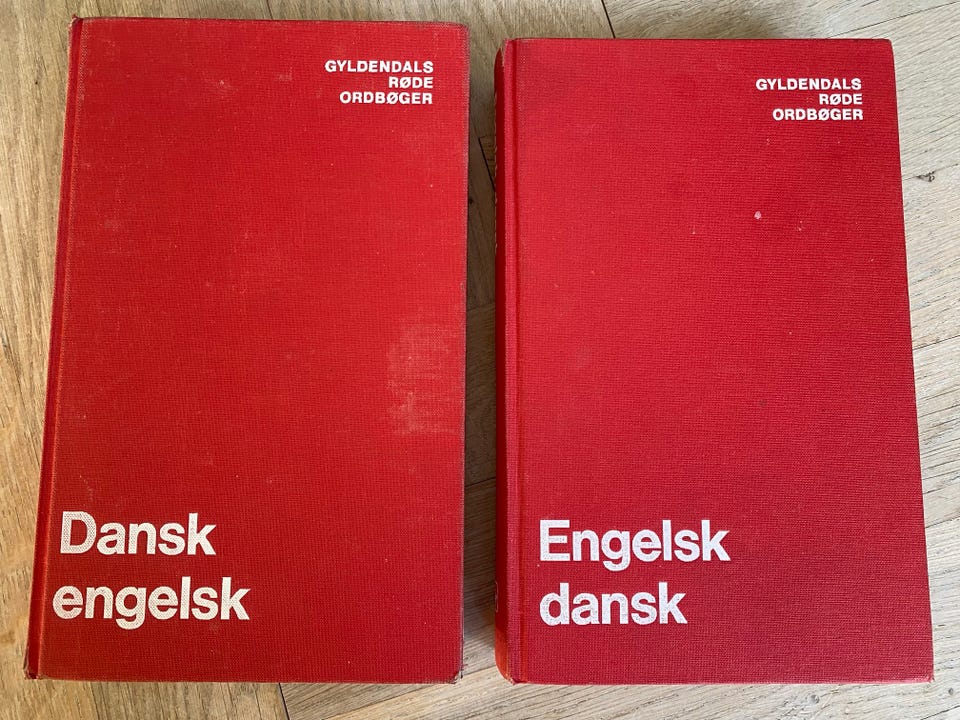 GYLDENDALS
RØDE
ORDBØGER
Dansk
engelsk
GYLDENDALS
RØDE
ORDBØGER
Engelsk
dansk